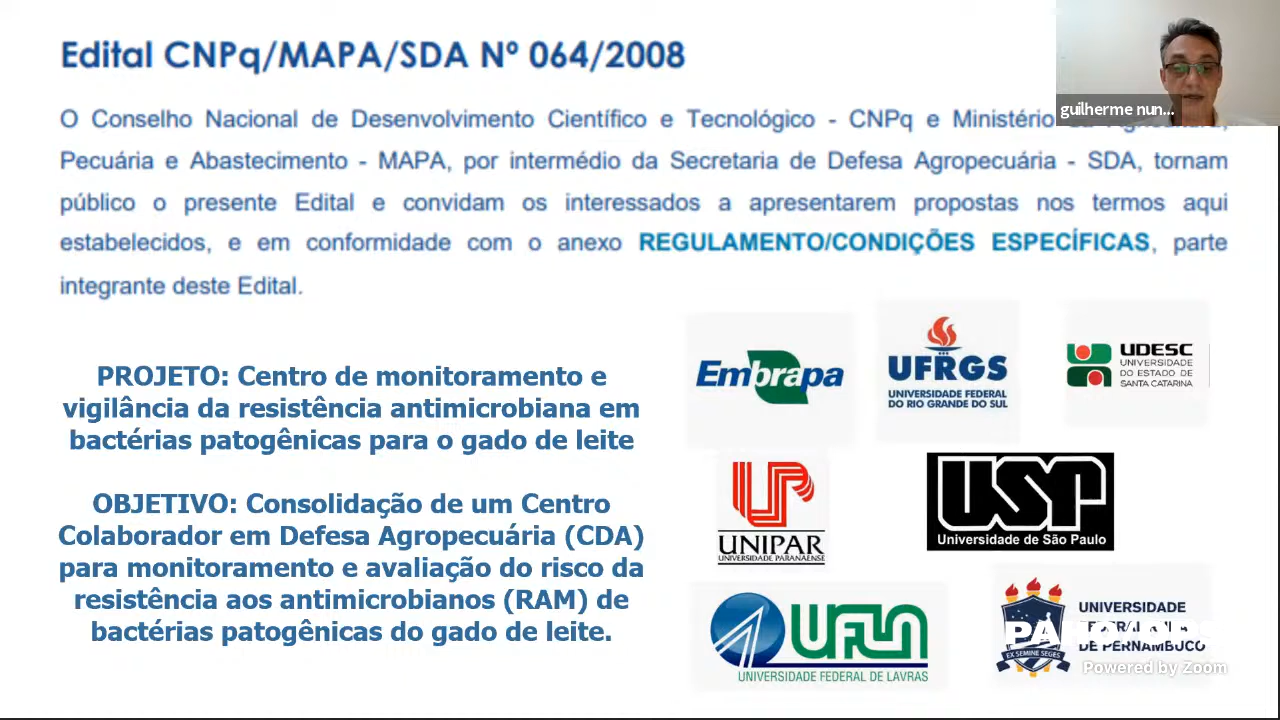 Edital CNPq/MAPA/SDA Nº 064/2008
guilherme nun...
O Conselho Nacional de Desenvolvimento Científico e Tecnológico - CNPq e Ministério
Pecuária e Abastecimento - MAPA, por intermédio da Secretaria de Defesa Agropecuária - SDA, tornam
público o presente Edital e convidam os interessados a apresentarem propostas nos termos aqui
estabelecidos, e em conformidade com o anexo REGULAMENTO/CONDIÇÕES ESPECÍFICAS, parte
integrante deste Edital.
PROJETO: Centro de monitoramento e
vigilância da resistência antimicrobiana em
bactérias patogênicas para o gado de leite
OBJETIVO: Consolidação de um Centro
Colaborador em Defesa Agropecuária (CDA)
para monitoramento e avaliação do risco da
resistência aos antimicrobianos (RAM) de
bactérias patogênicas do gado de leite.
Embrapa
UFRGS
UNIVERSIDADE FEDERAL
DO RIO GRANDE DO SUL
UDESC
UNIVERSIDADE
DO ESTADO DE
SANTA CATARINA
UNIPAR
UNIVERSIDADE PARANAENSE
USP
Universidade de São Paulo
UFLA
UNIVERSIDADE FEDERAL DE LAVRAS
EX SEMINE SEGES
UNIVERSIDADE
DE PERNAMBUCO
Powered by Zoom